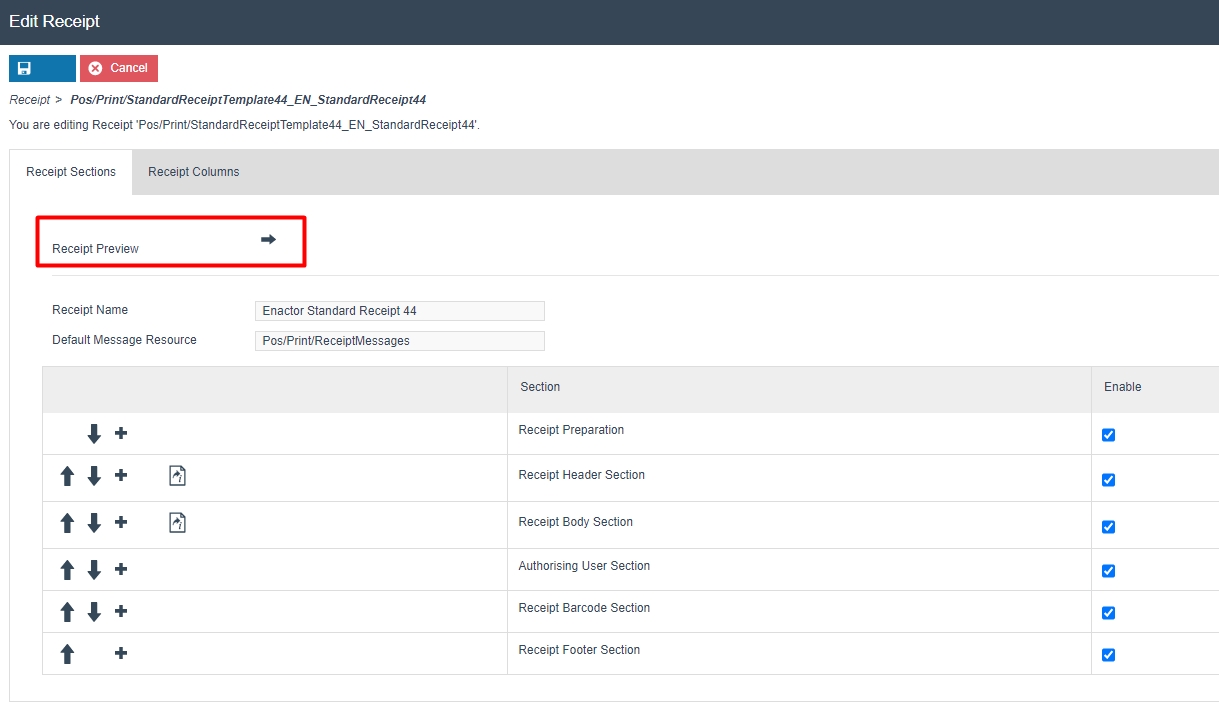 Edit Receipt
Cancel
Receipt > Pos/Print/StandardReceiptTemplate44_EN_StandardReceipt44
You are editing Receipt 'Pos/Print/StandardReceiptTemplate44_EN_StandardReceipt44'.
Receipt Sections Receipt Columns
Receipt Preview
Receipt Name Enactor Standard Receipt 44
Default Message Resource Pos/Print/ReceiptMessages
Section Enable
Receipt Preparation
Receipt Header Section
Receipt Body Section
Authorising User Section
Receipt Barcode Section
Receipt Footer Section